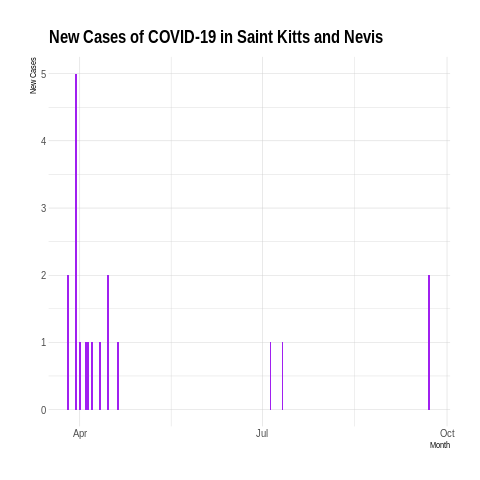 New Cases of COVID-19 in Saint Kitts and Nevis
New Cases
5
4
3
2
1
0
Apr
Jul
Oct
Month